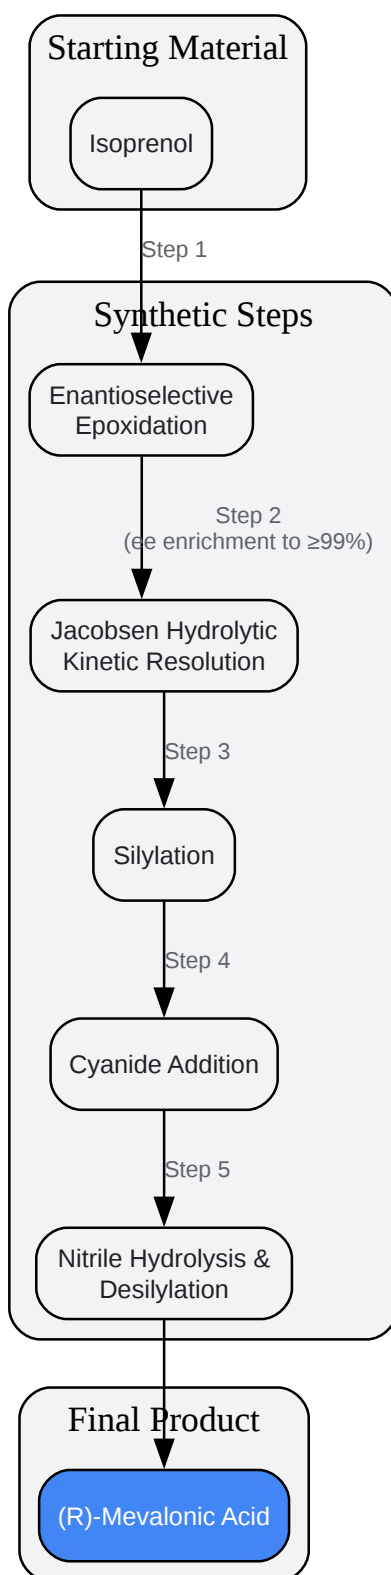 Starting Material
Isoprenol
Step 1
Synthetic Steps
Enantioselective
Epoxidation
Step 2
(ee enrichment to ≥99%)
Jacobsen Hydrolytic
Kinetic Resolution
Step 3
Silylation
Step 4
Cyanide Addition
Step 5
Nitrile Hydrolysis &
Desilylation
Final Product
(R)-Mevalonic Acid